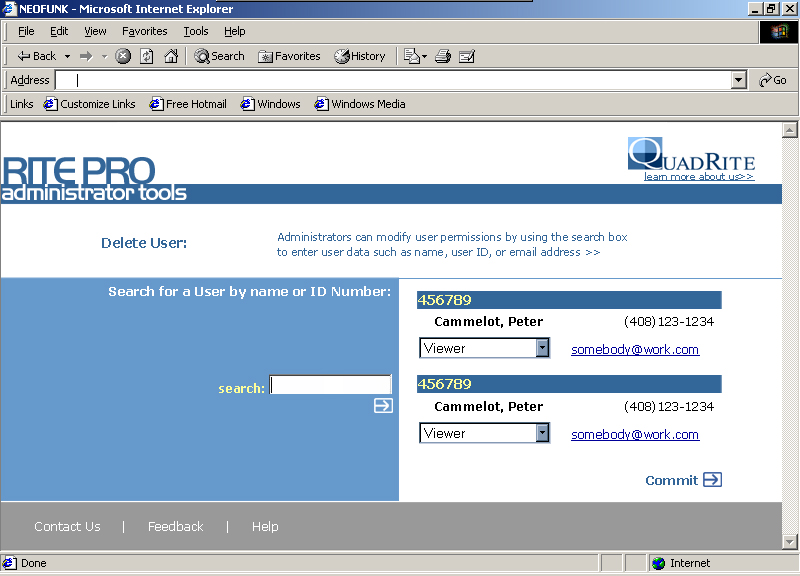 NEOFUNK - Microsoft Internet Explorer
File Edit View Favorites Tools Help
Back Search Favorites History
Address Go
Links Customize Links Free Hotmail Windows Windows Media
RITE PRO
administrator tools
QUADRITE
learn more about us>>
Delete User:
Administrators can modify user permissions by using the search box
to enter user data such as name, user ID, or email address >>
Search for a User by name or ID Number:
search:
456789
Cammelot, Peter (408) 123-1234
Viewer somebody@work.com
456789
Cammelot, Peter (408) 123-1234
Viewer somebody@work.com
Commit
Contact Us | Feedback | Help
Done Internet